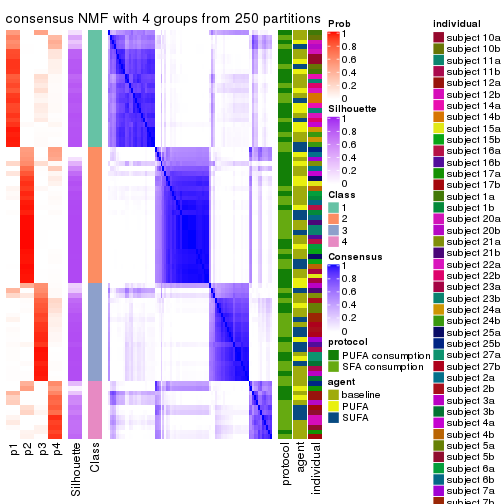 consensus NMF with 4 groups from 250 partitions
p1
p2
p3
p4
Silhouette
Class
protocol
agent
individual
Prob
1
0.8
0.6
0.4
0.2
0
Silhouette
1
0.8
0.6
0.4
0.2
0
Class
1
2
3
4
Consensus
1
0.8
0.6
0.4
0.2
0
protocol
PUFA consumption
SFA consumption
agent
baseline
PUFA
SUFA
individual
subject 10a
subject 10b
subject 11a
subject 11b
subject 12a
subject 12b
subject 14a
subject 14b
subject 15a
subject 15b
subject 16a
subject 16b
subject 17a
subject 17b
subject 1a
subject 1b
subject 20a
subject 20b
subject 21a
subject 21b
subject 22a
subject 22b
subject 23a
subject 23b
subject 24a
subject 24b
subject 25a
subject 25b
subject 27a
subject 27b
subject 2a
subject 2b
subject 3a
subject 3b
subject 4a
subject 4b
subject 5a
subject 5b
subject 6a
subject 6b
subject 7a
subject 7b